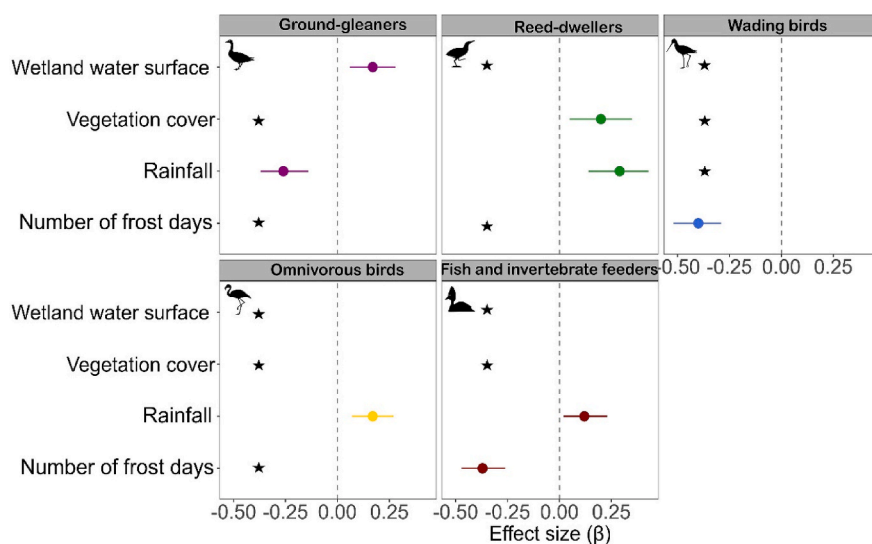 Ground-gleaners
Reed-dwellers
Wading birds
Wetland water surface
Vegetation cover
Rainfall
Number of frost days
-0.50 -0.25 0.00 0.25
Omnivorous birds
Fish and invertebrate feeders
Wetland water surface
Vegetation cover
Rainfall
Number of frost days
-0.50 -0.25 0.00 0.25
-0.50 -0.25 0.00 0.25
Effect size (β)